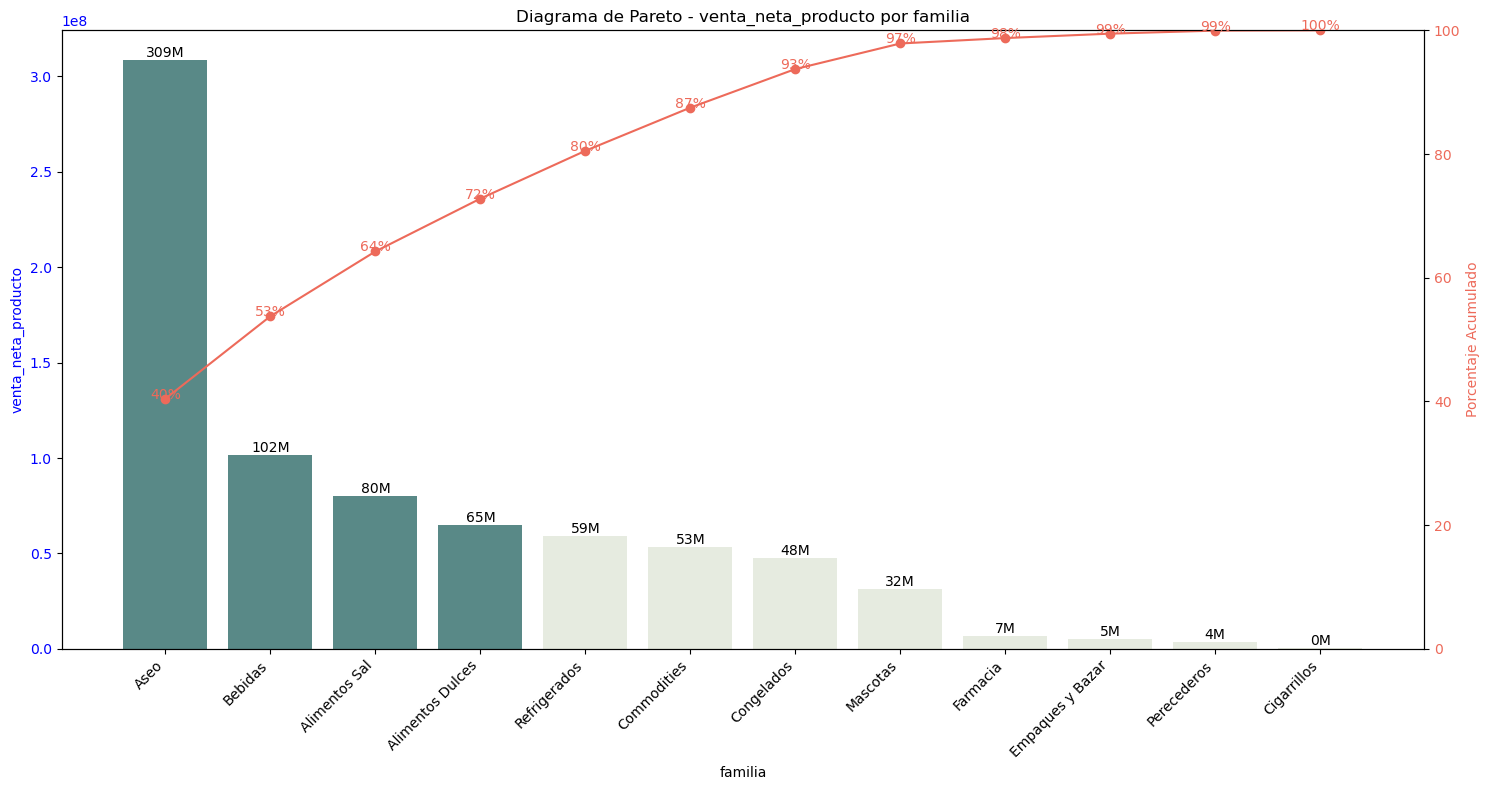 Diagrama de Pareto - venta_neta_producto por familia
1e8
venta_neta_producto
3.0
2.5
2.0
1.5
1.0
0.5
0.0
309M
102M
80M
65M
59M
53M
48M
32M
7M
5M
4M
0M
40%
53%
64%
72%
80%
87%
93%
97%
98%
99%
99%
100%
100
80
60
40
20
0
Porcentaje Acumulado
Aseo
Bebidas
Alimentos Sal
Alimentos Dulces
Refrigerados
Commodities
Congelados
Mascotas
Farmacia
Empaques y Bazar
Perecederos
Cigarrillos
familia